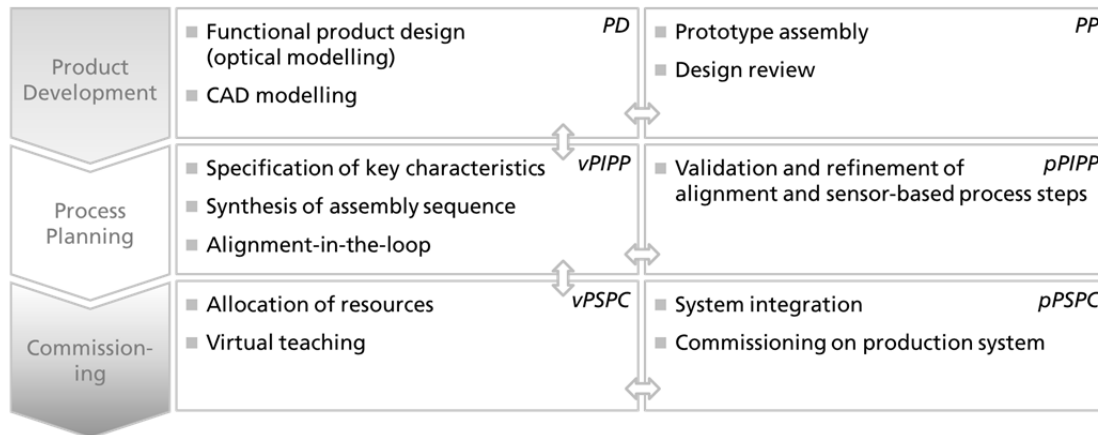 Product
Development
Functional product design
(optical modelling)
CAD modelling
PD
Prototype assembly
Design review
PP
Process
Planning
Specification of key characteristics
Synthesis of assembly sequence
Alignment-in-the-loop
vPIPP
Validation and refinement of
alignment and sensor-based process steps
pPIPP
Commission-
ing
Allocation of resources
Virtual teaching
vPSPC
System integration
Commissioning on production system
pPSPC